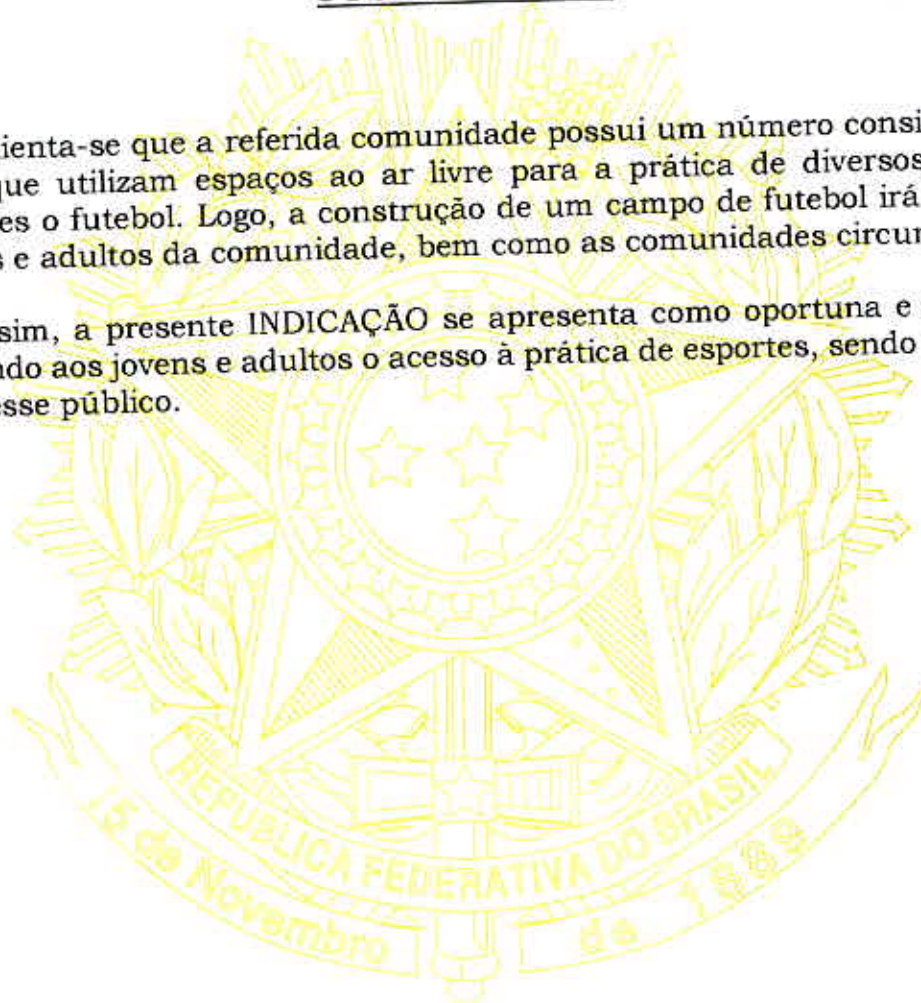 ienta-se que a referida comunidade possui um número consi
que utilizam espaços ao ar livre para a prática de diversos
es o futebol. Logo, a construção de um campo de futebol irá
s e adultos da comunidade, bem como as comunidades circun
sim, a presente INDICAÇÃO se apresenta como oportuna e
ndo aos jovens e adultos o acesso à prática de esportes, sendo
esse público.
REPUBLICA FEDERATIVA DO BRASIL
15 de Novembro de 1889